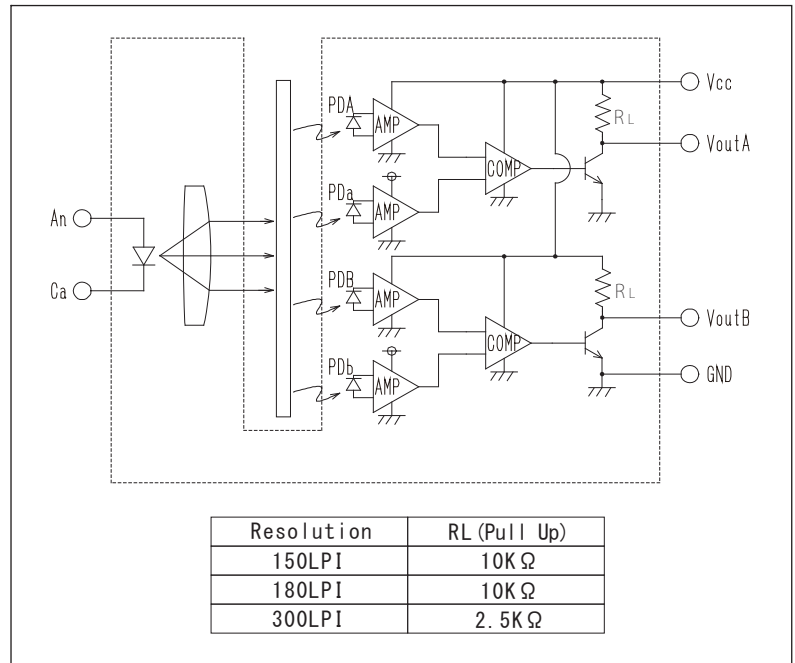 Vcc
PDA
AMP
RL
VoutA
COMP
PDa
AMP
An
Ca
PDB
AMP
RL
VoutB
COMP
PDb
AMP
GND
Resolution RL(Pull Up)
150LPI 10KΩ
180LPI 10KΩ
300LPI 2.5KΩ